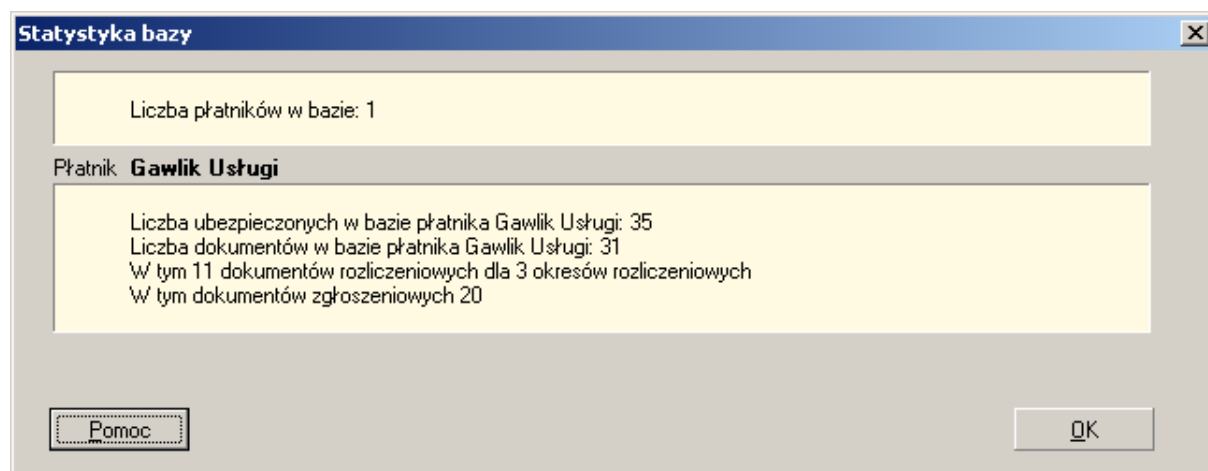 Statystyka bazy
Liczba płatników w bazie: 1
Płatnik Gawlik Usługi
Liczba ubezpieczonych w bazie płatnika Gawlik Usługi: 35
Liczba dokumentów w bazie płatnika Gawlik Usługi: 31
W tym 11 dokumentów rozliczeniowych dla 3 okresów rozliczeniowych
W tym dokumentów zgłoszeniowych 20
Pomoc OK